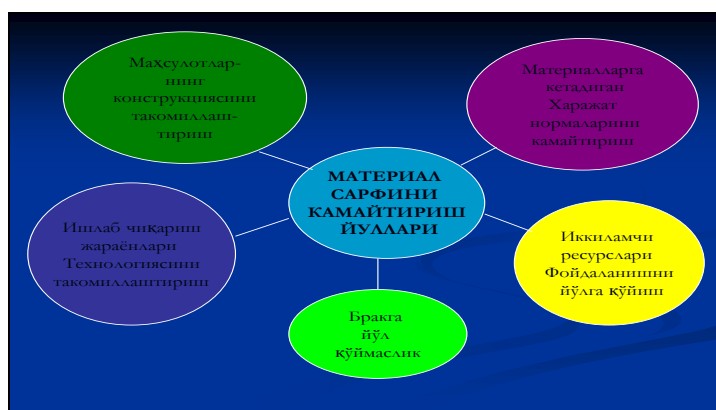 Маҳсулотлар-
нинг
конструкциясини
такомиллаш-
тириш
Материалларга
кетадиган
Харажат
нормаларини
камайтириш
МАТЕРИАЛ
САРФИНИ
КАМАЙТИРИШ
ЙУЛЛАРИ
Ишлаб чиқариш
жараёнлари
Технологиясини
такомиллаштириш
Иккиламчи
ресурслари
Фойдаланишни
йўлга қўйиш
Бракга
йўл
қўймаслик